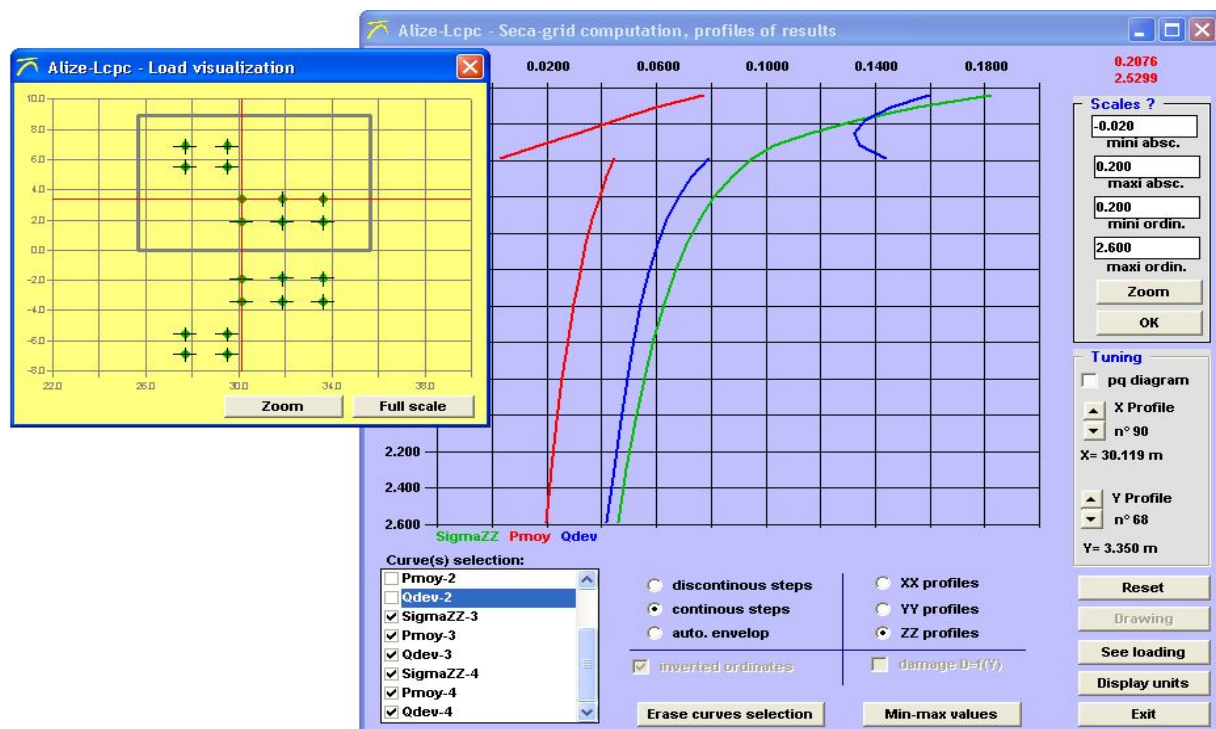 Alize-Lcpc - Seca-grid computation, profiles of results
Alize-Lcpc - Load visualization
10.0
8.0
6.0
4.0
2.0
0.0
-2.0
-4.0
-6.0
-8.0
22.0 26.0 30.0 34.0 38.0
Zoom Full scale
0.0200 0.0600 0.1000 0.1400 0.1800
2.200
2.400
2.600
SigmaZZ Pmoy Qdev
0.2076
2.5299
Scales ?
-0.020
mini absc.
0.200
maxi absc.
0.200
mini ordin.
2.600
maxi ordin.
Zoom
OK
Tuning
pq diagram
X Profile
n° 90
X= 30.119 m
Y Profile
n° 68
Y= 3.350 m
Reset
Drawing
See loading
Display units
Exit
Curve(s) selection:
Pmoy-2
Qdev-2
SigmaZZ-3
Pmoy-3
Qdev-3
SigmaZZ-4
Pmoy-4
Qdev-4
discontinous steps
continous steps
auto. envelop
inverted ordinates
XX profiles
YY profiles
ZZ profiles
damage D=f(Y)
Erase curves selection
Min-max values